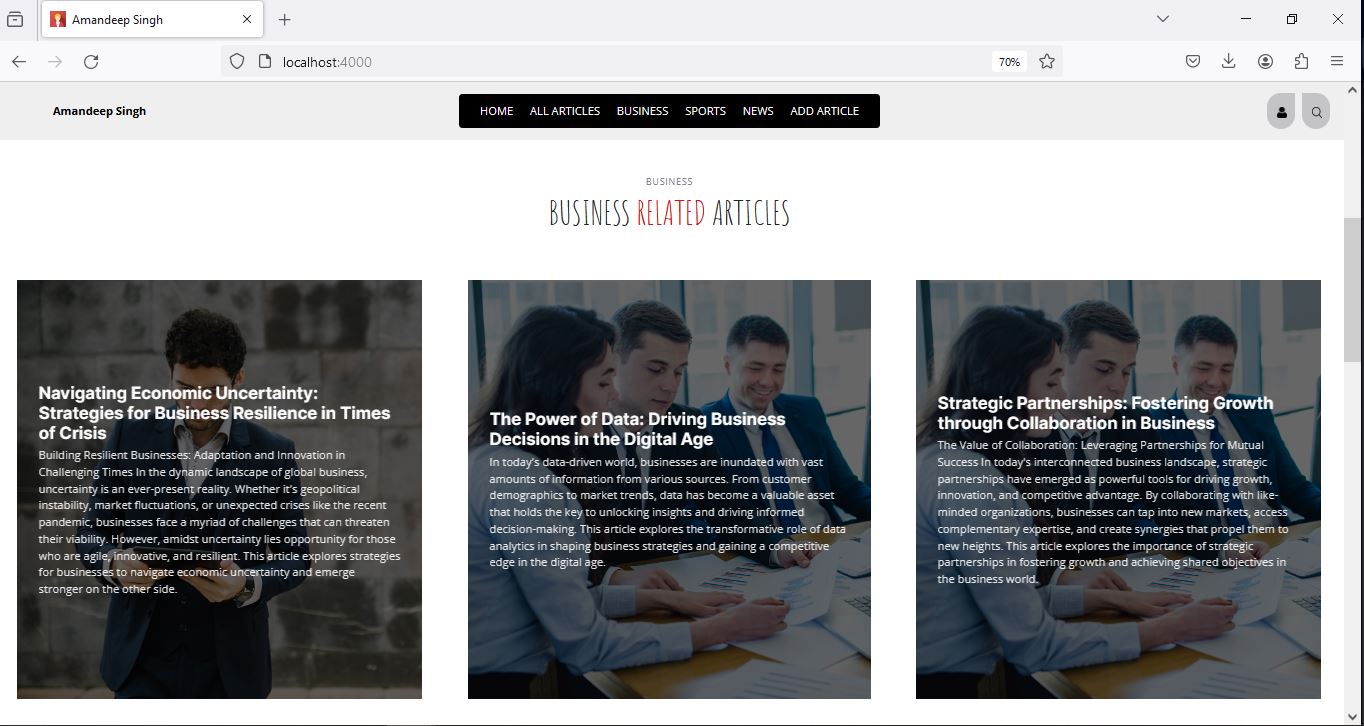 Amandeep Singh
localhost:4000
70%
Amandeep Singh
HOME ALL ARTICLES BUSINESS SPORTS NEWS ADD ARTICLE
BUSINESS
BUSINESS RELATED ARTICLES
Navigating Economic Uncertainty:
Strategies for Business Resilience in Times
of Crisis
Building Resilient Businesses: Adaptation and Innovation in
Challenging Times In the dynamic landscape of global business,
uncertainty is an ever-present reality. Whether it's geopolitical
instability, market fluctuations, or unexpected crises like the recent
pandemic, businesses face a myriad of challenges that can threaten
their viability. However, amidst uncertainty lies opportunity for those
who are agile, innovative, and resilient. This article explores strategies
for businesses to navigate economic uncertainty and emerge
stronger on the other side.
The Power of Data: Driving Business
Decisions in the Digital Age
In today's data-driven world, businesses are inundated with vast
amounts of information from various sources. From customer
demographics to market trends, data has become a valuable asset
that holds the key to unlocking insights and driving informed
decision-making. This article explores the transformative role of data
analytics in shaping business strategies and gaining a competitive
edge in the digital age.
Strategic Partnerships: Fostering Growth
through Collaboration in Business
The Value of Collaboration: Leveraging Partnerships for Mutual
Success In today's interconnected business landscape, strategic
partnerships have emerged as powerful tools for driving growth,
innovation, and competitive advantage. By collaborating with like-
minded organizations, businesses can tap into new markets, access
complementary expertise, and create synergies that propel them to
new heights. This article explores the importance of strategic
partnerships in fostering growth and achieving shared objectives in
the business world.